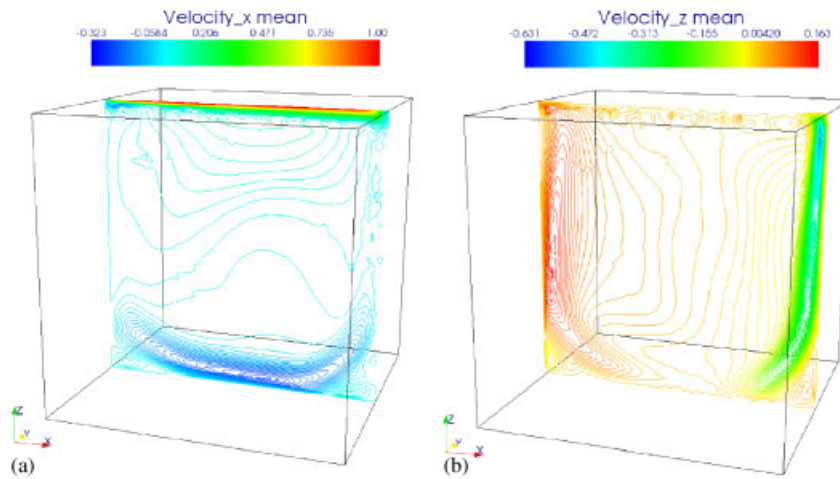 Velocity_x mean
-0.323 -0.0584 0.206 0.471 0.735 1.00
Z
Y
X
(a)
Velocity_z mean
-0.631 -0.472 -0.313 -0.155 0.00420 0.163
Z
Y
X
(b)